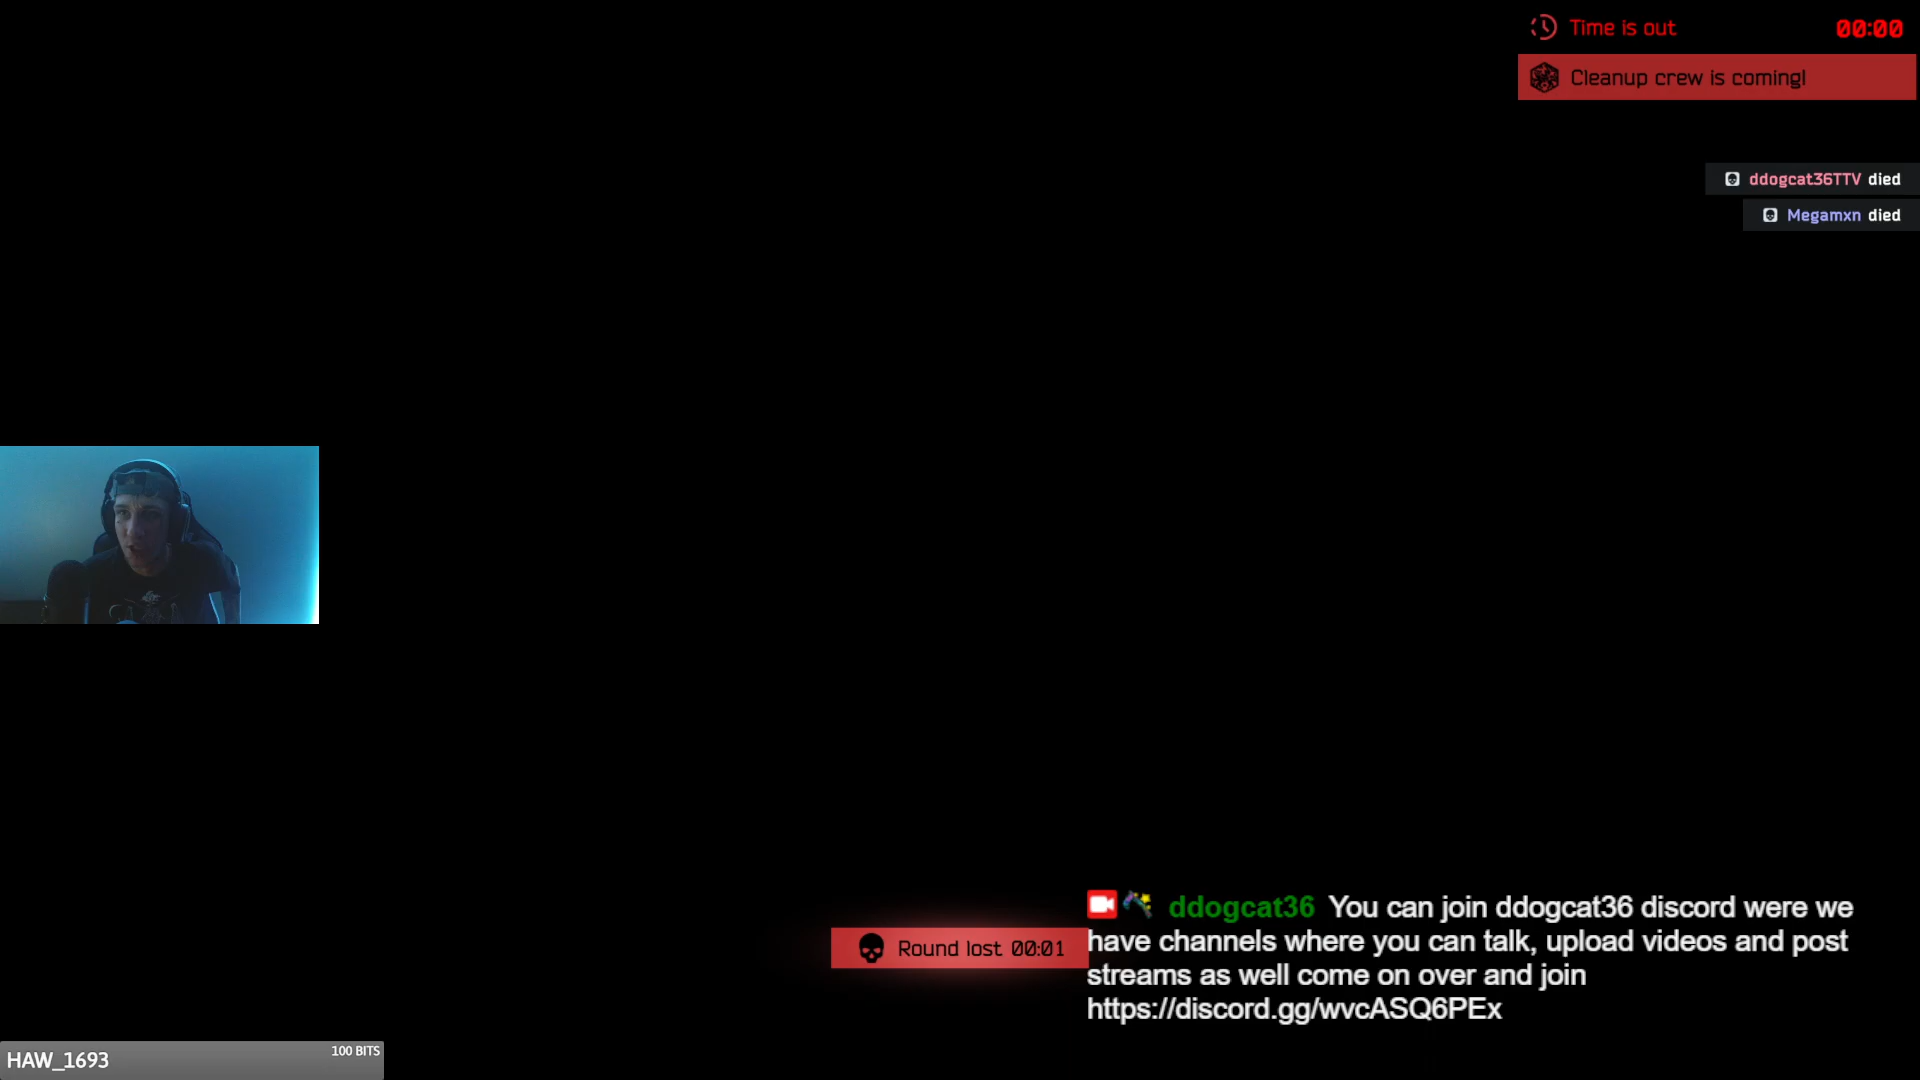 Time is out 00:00
Cleanup crew is coming!
ddogcat36TTV died
Megamxn died
ddogcat36 You can join ddogcat36 discord were we
have channels where you can talk, upload videos and post
streams as well come on over and join
https://discord.gg/wvcASQ6PEx
Round lost 00:01
HAW_1693
100 BITS